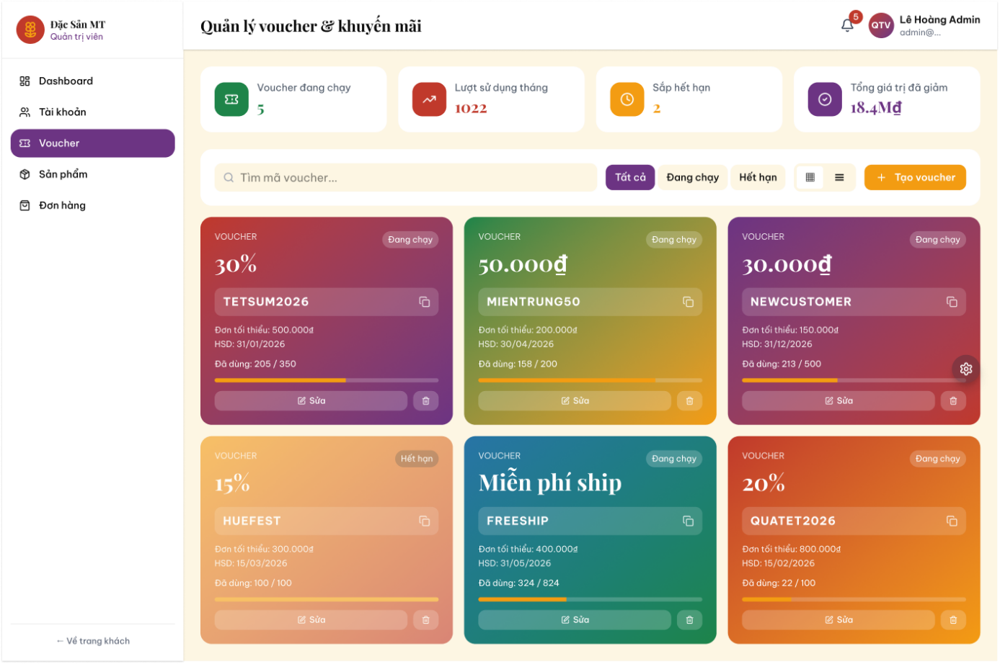 Đặc Sản MT
Quản trị viên
Dashboard
Tài khoản
Voucher
Sản phẩm
Đơn hàng
← Về trang khách
Quản lý voucher & khuyến mãi
5
QTV
Lê Hoàng Admin
admin@...
Voucher đang chạy
5
Lượt sử dụng tháng
1022
Sắp hết hạn
2
Tổng giá trị đã giảm
18.4M₫
Tìm mã voucher...
Tất cả
Đang chạy
Hết hạn
+ Tạo voucher
VOUCHER
Đang chạy
30%
TETSUM2026
Đơn tối thiểu: 500.000₫
HSD: 31/01/2026
Đã dùng: 205 / 350
Sửa
VOUCHER
Đang chạy
50.000₫
MIENTRUNG50
Đơn tối thiểu: 200.000₫
HSD: 30/04/2026
Đã dùng: 158 / 200
Sửa
VOUCHER
Đang chạy
30.000₫
NEWCUSTOMER
Đơn tối thiểu: 150.000₫
HSD: 31/12/2026
Đã dùng: 213 / 500
Sửa
VOUCHER
Hết hạn
15%
HUEFEST
Đơn tối thiểu: 300.000₫
HSD: 15/03/2026
Đã dùng: 100 / 100
Sửa
VOUCHER
Đang chạy
Miễn phí ship
FREESHIP
Đơn tối thiểu: 400.000₫
HSD: 31/05/2026
Đã dùng: 324 / 824
Sửa
VOUCHER
Đang chạy
20%
QUATET2026
Đơn tối thiểu: 800.000₫
HSD: 15/02/2026
Đã dùng: 22 / 100
Sửa